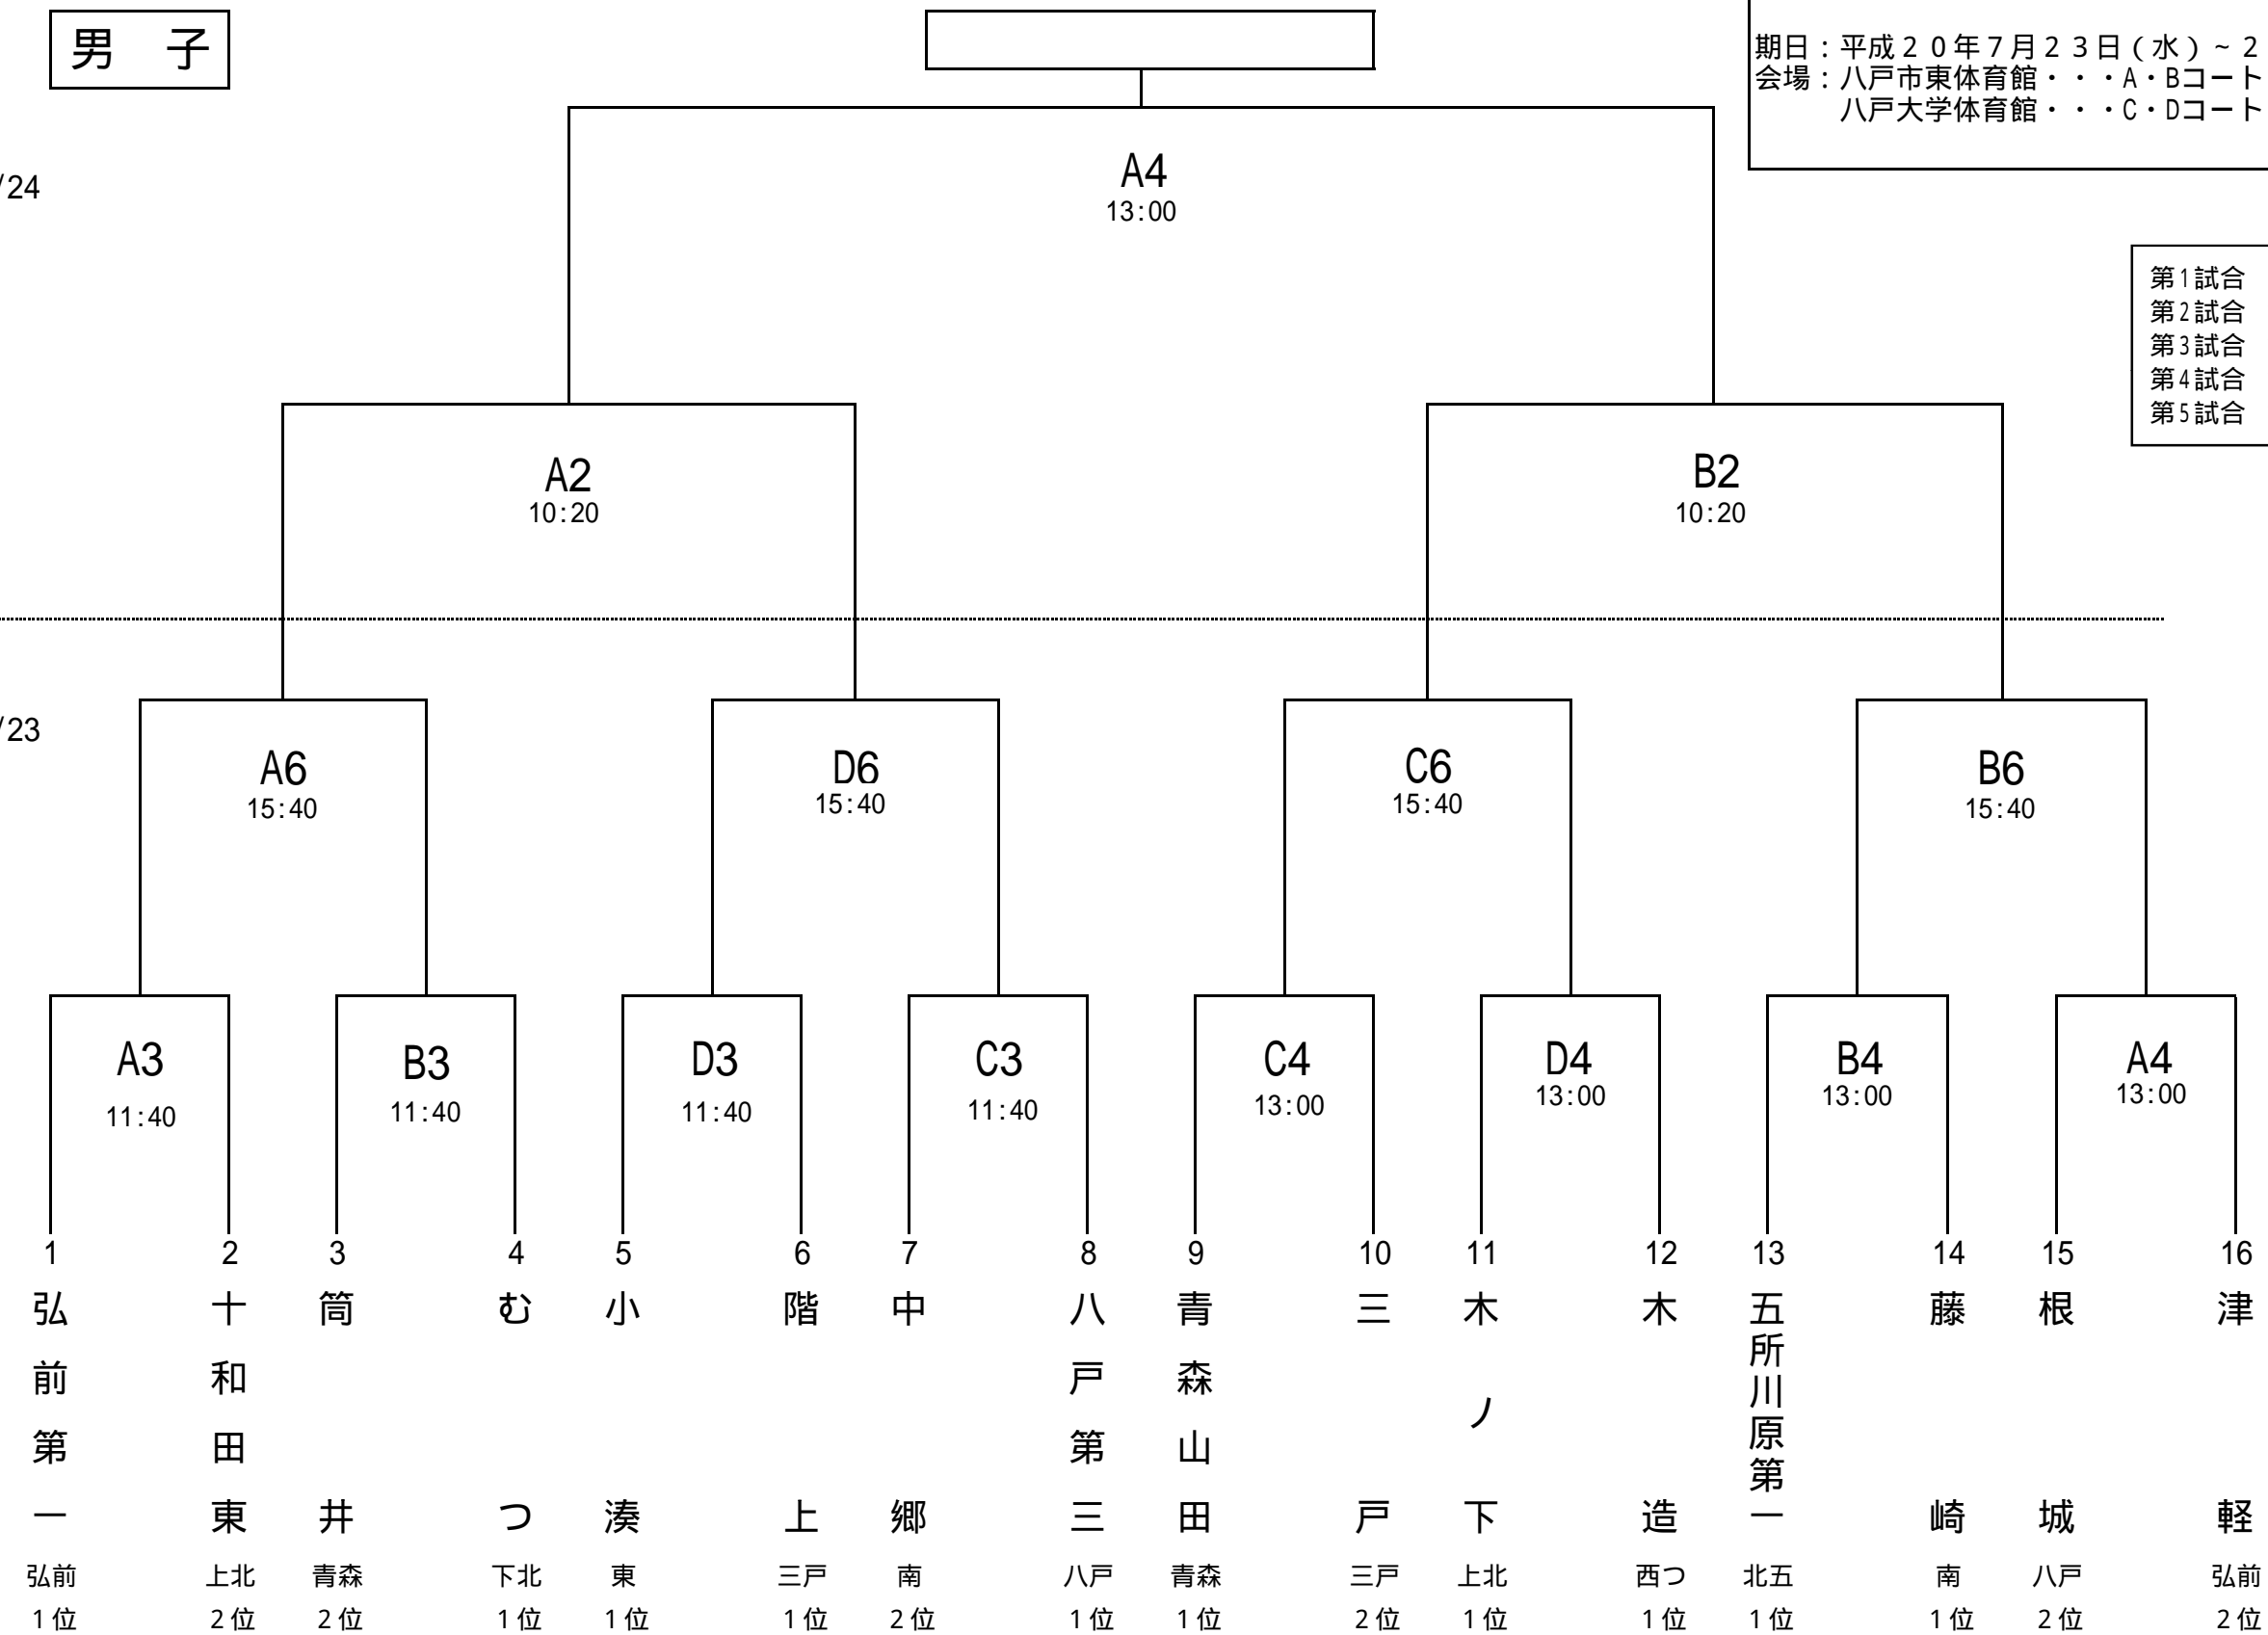 男 子
期日：平成２０年７月２３日（水）~２
会場：八戸市東体育館・・・A・Bコート
八戸大学体育館・・・C・Dコート
/24
A4
13:00
第1試合
第2試合
第3試合
第4試合
第5試合
A2
10:20
B2
10:20
/23
A6
15:40
D6
15:40
C6
15:40
B6
15:40
A3
11:40
B3
11:40
D3
11:40
C3
11:40
C4
13:00
D4
13:00
B4
13:00
A4
13:00
1 2 3 4 5 6 7 8 9 10 11 12 13 14 15 16
弘前第一
十和田東
筒井
むつ
小湊
階上
中郷
八戸第三
青森山田
三戸
木ノ下
木造
五所川原第一
藤崎
根城
津軽
弘前 上北 青森 下北 東 三戸 南 八戸 青森 三戸 上北 西つ 北五 南 八戸 弘前
1位 2位 2位 1位 1位 1位 2位 1位 1位 2位 1位 1位 1位 1位 2位 2位